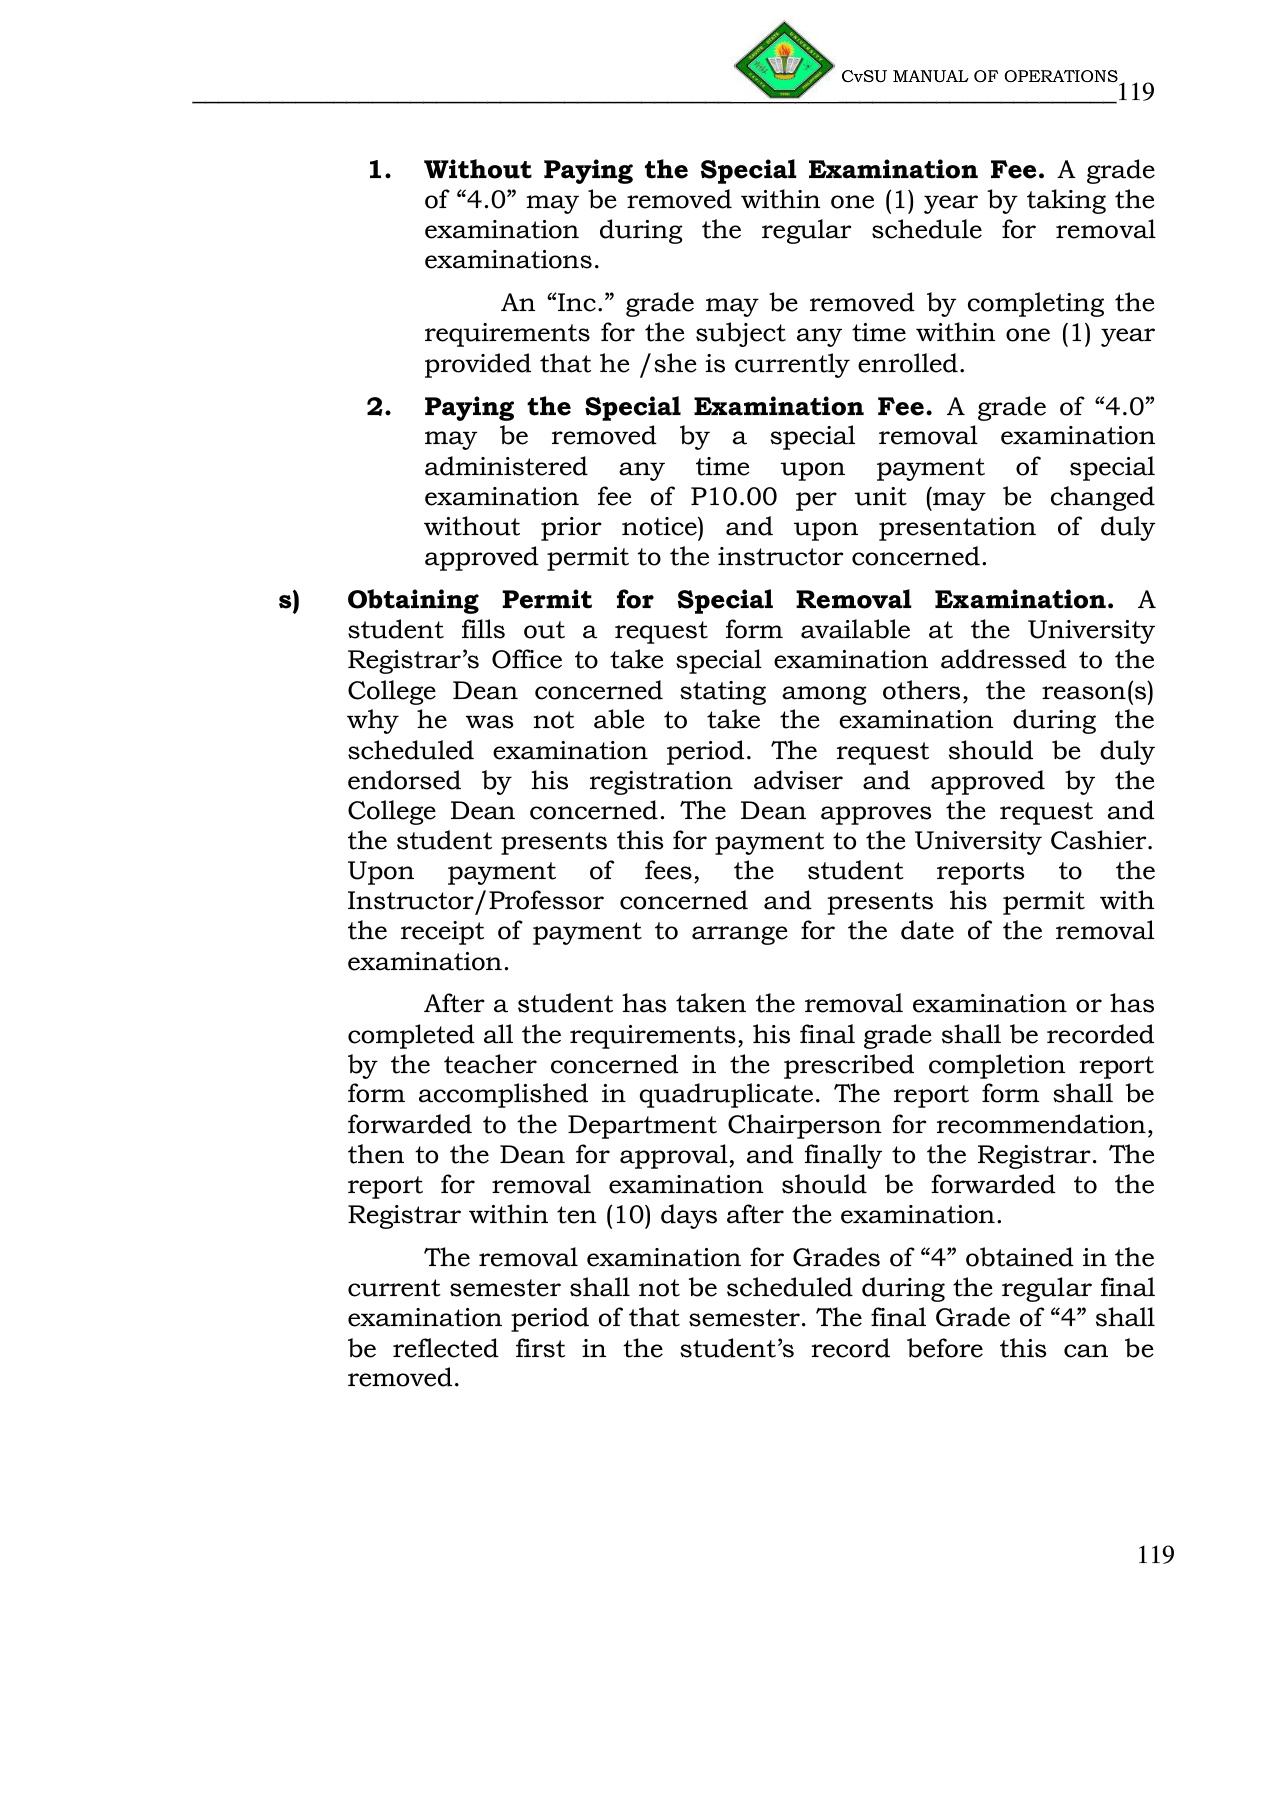 CvSU MANUAL OF OPERATIONS
119
1. Without Paying the Special Examination Fee. A grade
of “4.0” may be removed within one (1) year by taking the
examination during the regular schedule for removal
examinations.
An “Inc.” grade may be removed by completing the
requirements for the subject any time within one (1) year
provided that he /she is currently enrolled.
2. Paying the Special Examination Fee. A grade of “4.0”
may be removed by a special removal examination
administered any time upon payment of special
examination fee of P10.00 per unit (may be changed
without prior notice) and upon presentation of duly
approved permit to the instructor concerned.
s) Obtaining Permit for Special Removal Examination. A
student fills out a request form available at the University
Registrar’s Office to take special examination addressed to the
College Dean concerned stating among others, the reason(s)
why he was not able to take the examination during the
scheduled examination period. The request should be duly
endorsed by his registration adviser and approved by the
College Dean concerned. The Dean approves the request and
the student presents this for payment to the University Cashier.
Upon payment of fees, the student reports to the
Instructor/Professor concerned and presents his permit with
the receipt of payment to arrange for the date of the removal
examination.
After a student has taken the removal examination or has
completed all the requirements, his final grade shall be recorded
by the teacher concerned in the prescribed completion report
form accomplished in quadruplicate. The report form shall be
forwarded to the Department Chairperson for recommendation,
then to the Dean for approval, and finally to the Registrar. The
report for removal examination should be forwarded to the
Registrar within ten (10) days after the examination.
The removal examination for Grades of “4” obtained in the
current semester shall not be scheduled during the regular final
examination period of that semester. The final Grade of “4” shall
be reflected first in the student’s record before this can be
removed.
119